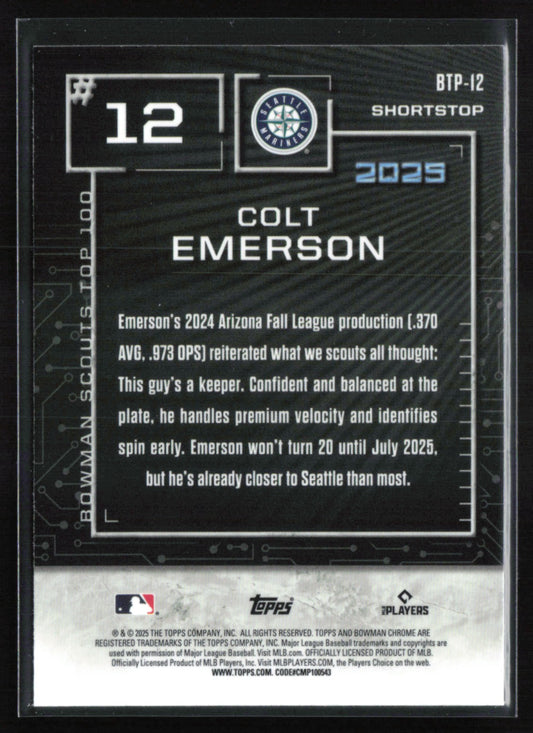 #
12
SEATTLE
MARINERS
BTP-12
SHORTSTOP
2025
BOWMAN SCOUTS TOP 100
COLT
EMERSON
Emerson's 2024 Arizona Fall League production (.370
AVG, .973 OPS) reiterated what we scouts all thought:
This guy's a keeper. Confident and balanced at the
plate, he handles premium velocity and identifies
spin early. Emerson won't turn 20 until July 2025,
but he's already closer to Seattle than most.
Topps
MLB PLAYERS
® & © 2025 THE TOPPS COMPANY, INC. ALL RIGHTS RESERVED. TOPPS AND BOWMAN CHROME ARE
REGISTERED TRADEMARKS OF THE TOPPS COMPANY, INC. Major League Baseball trademarks and copyrights are
used with permission of Major League Baseball. Visit MLB.com. OFFICIALLY LICENSED PRODUCT OF MLB.
Officially Licensed Product of MLB Players, Inc. Visit MLBPLAYERS.COM, the Players Choice on the web.
WWW.TOPPS.COM. CODE#CMP100543